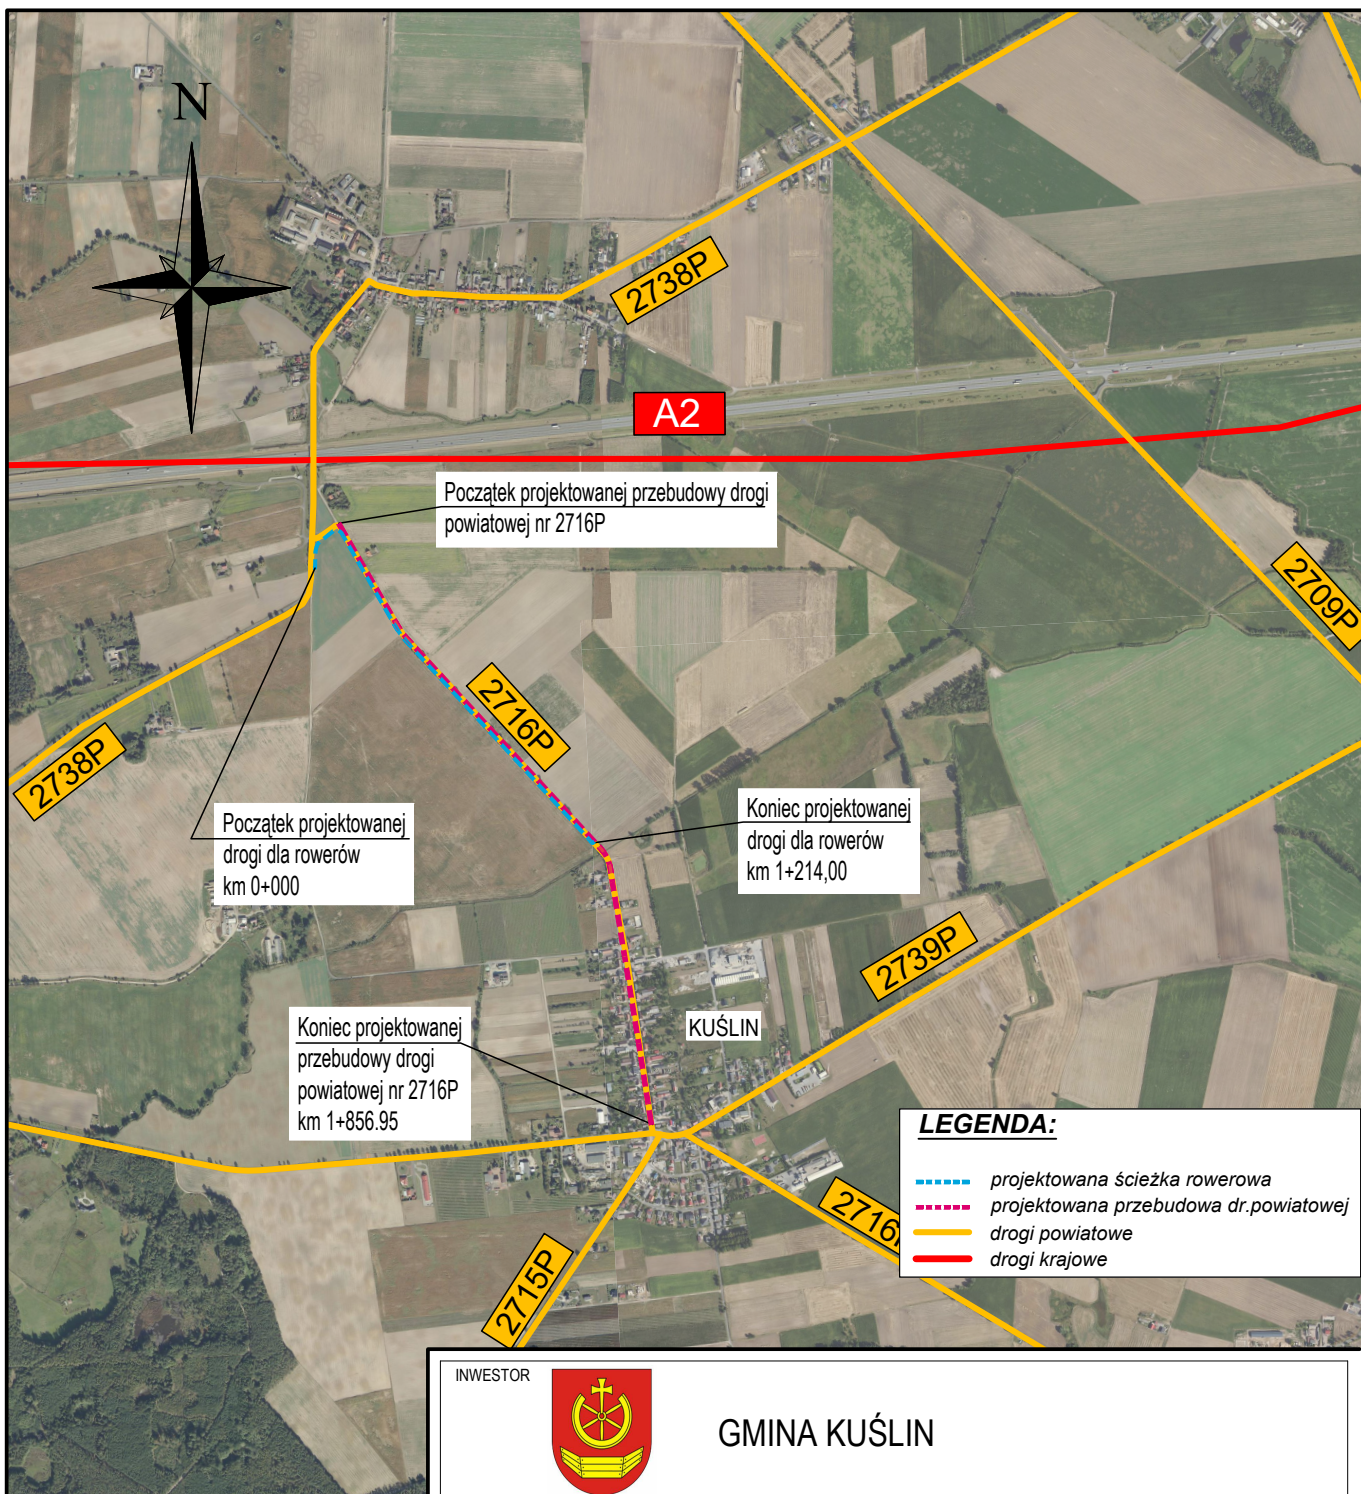 N
2738P
A2
Początek projektowanej przebudowy drogi
powiatowej nr 2716P
2709P
2716P
2738P
Początek projektowanej
drogi dla rowerów
km 0+000
Koniec projektowanej
drogi dla rowerów
km 1+214,00
2739P
KUŚLIN
Koniec projektowanej
przebudowy drogi
powiatowej nr 2716P
km 1+856.95
LEGENDA:
projektowana ścieżka rowerowa
projektowana przebudowa dr.powiatowej
drogi powiatowe
drogi krajowe
2716
2715P
INWESTOR
GMINA KUŚLIN